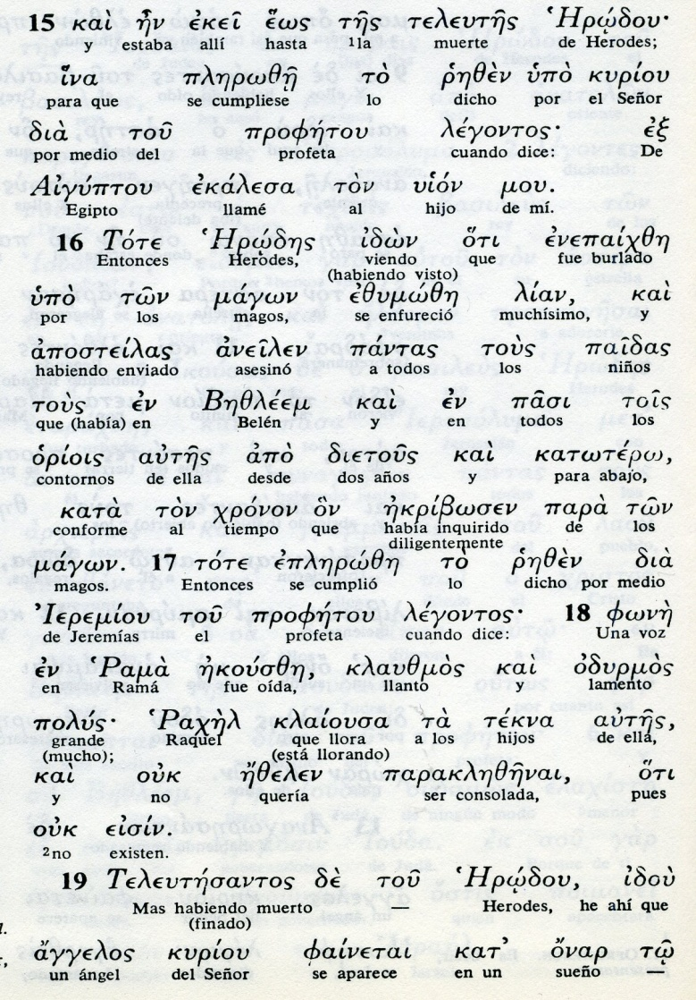 15 καὶ ἦν ἐκεῖ ἕως τῆς τελευτῆς Ἡρῴδου·
y estaba allí hasta ¹la muerte de Herodes;
ἵνα πληρωθῇ τὸ ῥηθὲν ὑπὸ κυρίου
para que se cumpliese lo dicho por el Señor
διὰ τοῦ προφήτου λέγοντος· ἐξ
por medio del profeta cuando dice: De
Αἰγύπτου ἐκάλεσα τὸν υἱόν μου.
Egipto llamé al hijo de mí.
16 Τότε Ἡρῴδης ἰδὼν ὅτι ἐνεπαίχθη
Entonces Herodes, viendo que fue burlado
(habiendo visto)
ὑπὸ τῶν μάγων ἐθυμώθη λίαν, καὶ
por los magos, se enfureció muchísimo, y
ἀποστείλας ἀνεῖλεν πάντας τοὺς παῖδας
habiendo enviado asesinó a todos los niños
τοὺς ἐν Βηθλέεμ καὶ ἐν πᾶσι τοῖς
que (había) en Belén y en todos los
ὁρίοις αὐτῆς ἀπὸ διετοῦς καὶ κατωτέρω,
contornos de ella desde dos años y para abajo,
κατὰ τὸν χρόνον ὃν ἠκρίβωσεν παρὰ τῶν
conforme al tiempo que había inquirido de los
diligentemente
μάγων. 17 τότε ἐπληρώθη τὸ ῥηθὲν διὰ
magos. Entonces se cumplió lo dicho por medio
Ἰερεμίου τοῦ προφήτου λέγοντος· 18 φωνὴ
de Jeremías el profeta cuando dice: Una voz
ἐν Ῥαμὰ ἠκούσθη, κλαυθμὸς καὶ ὀδυρμὸς
en Ramá fue oída, llanto y lamento
πολύς· Ῥαχὴλ κλαίουσα τὰ τέκνα αὐτῆς,
grande Raquel que llora a los hijos de ella,
(mucho); (está llorando)
καὶ οὐκ ἤθελεν παρακληθῆναι, ὅτι
y no quería ser consolada, pues
οὐκ εἰσίν.
²no existen.
19 Τελευτήσαντος δὲ τοῦ Ἡρῴδου, ἰδοὺ
Mas habiendo muerto — Herodes, he ahí que
(finado)
ἄγγελος κυρίου φαίνεται κατ' ὄναρ τῷ
un ángel del Señor se aparece en un sueño —